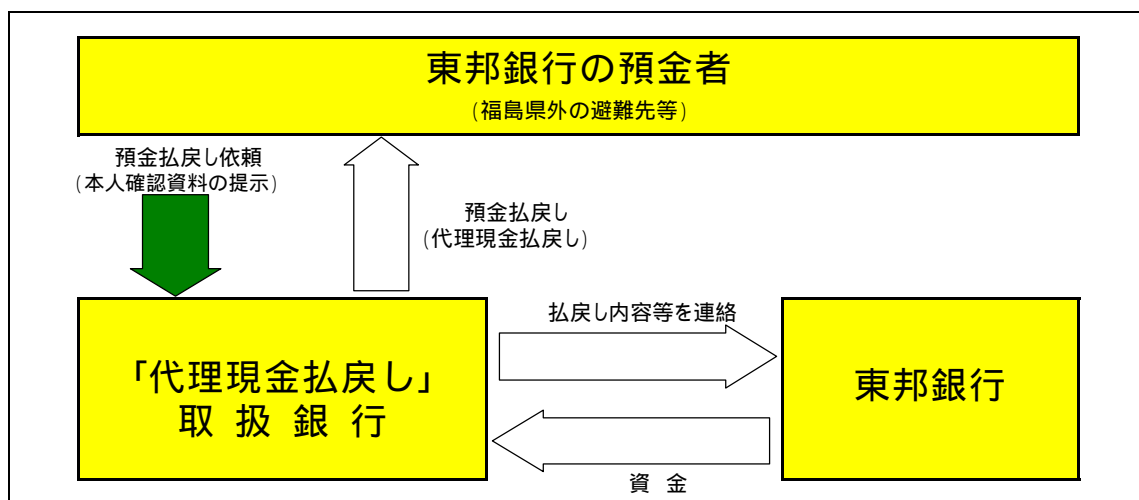 東邦銀行の預金者
(福島県外の避難先等)
預金払戻し依頼
(本人確認資料の提示)
預金払戻し
(代理現金払戻し)
「代理現金払戻し」
取 扱 銀 行
払戻し内容等を連絡
東邦銀行
資 金